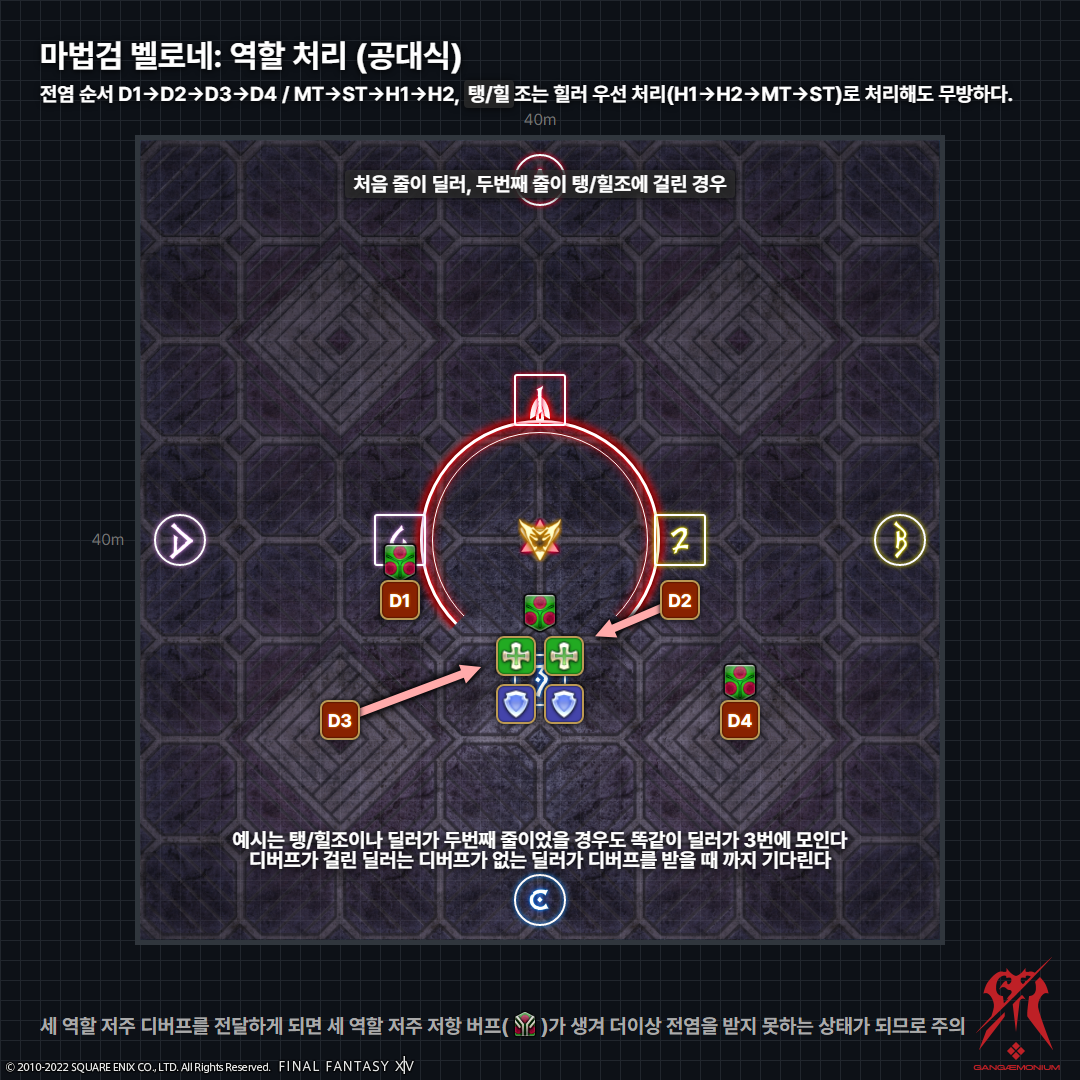 마법검 벨로네: 역할 처리 (공대식)
전염 순서 D1→D2→D3→D4 / MT→ST→H1→H2, 탱/힐 조는 힐러 우선 처리(H1→H2→MT→ST)로 처리해도 무방하다.
40m
처음 줄이 딜러, 두번째 줄이 탱/힐조에 걸린 경우
40m
D
2
B
D1
D2
D3
D4
예시는 탱/힐조이나 딜러가 두번째 줄이었을 경우도 똑같이 딜러가 3번에 모인다
디버프가 걸린 딜러는 디버프가 없는 딜러가 디버프를 받을 때 까지 기다린다
C
세 역할 저주 디버프를 전달하게 되면 세 역할 저주 저항 버프( )가 생겨 더이상 전염을 받지 못하는 상태가 되므로 주의
© 2010-2022 SQUARE ENIX CO., LTD. All Rights Reserved. FINAL FANTASY XIV
GANGÆMONIUM